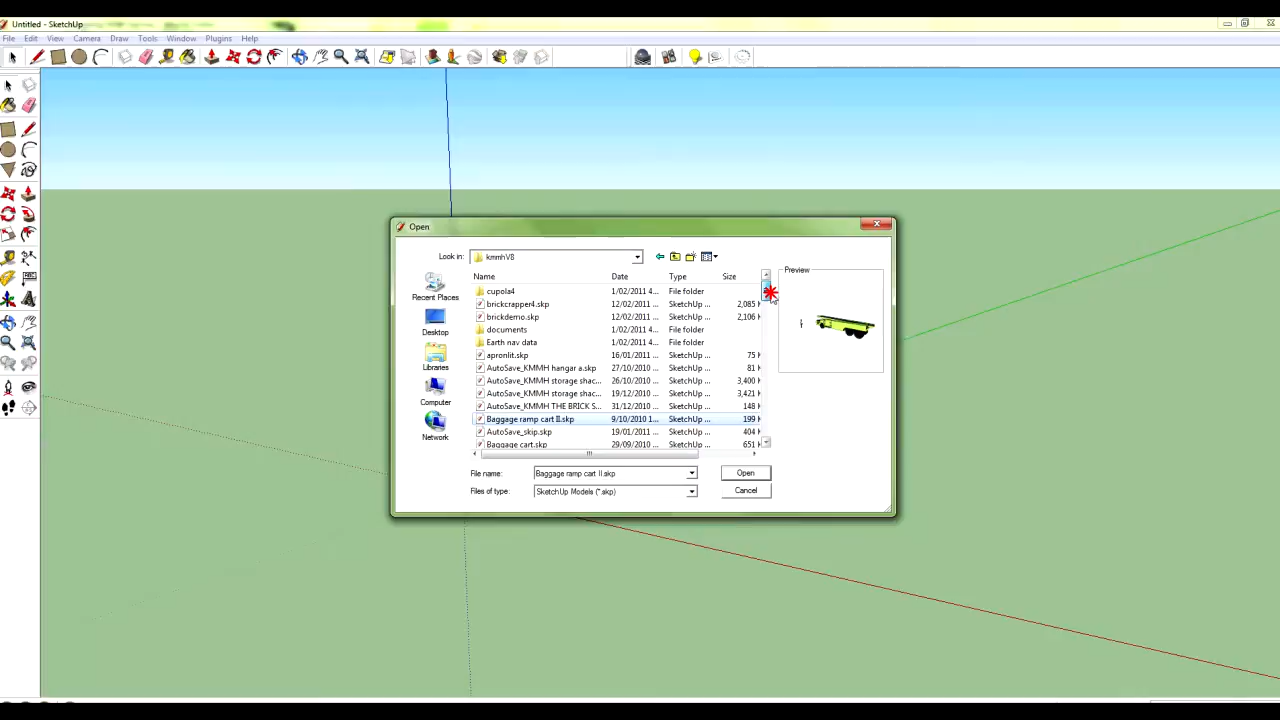 Untitled - SketchUp
File Edit View Camera Draw Tools Window Plugins Help
Open
Look in: kmmhV8
Name Date Type Size
cupola4 1/02/2011 4... File folder
brickcrapper4.skp 12/02/2011 ... SketchUp ... 2,085 K
brickdemo.skp 12/02/2011 ... SketchUp ... 2,106 K
documents 1/02/2011 4... File folder
Earth nav data 1/02/2011 4... File folder
apronlit.skp 16/01/2011 ... SketchUp ... 75 K
AutoSave_KMMH hangar a.skp 27/10/2010 ... SketchUp ... 81 K
AutoSave_KMMH storage shac... 26/10/2010 ... SketchUp ... 3,400 K
AutoSave_KMMH storage shac... 19/12/2010 ... SketchUp ... 3,421 K
AutoSave_KMMH THE BRICK S... 31/12/2010 ... SketchUp ... 148 K
Baggage ramp cart II.skp 9/10/2010 1... SketchUp ... 199 K
AutoSave_skip.skp 19/01/2011 ... SketchUp ... 404 K
Baggage cart.skp 29/09/2010 ... SketchUp ... 651 K
Recent Places
Desktop
Libraries
Computer
Network
Preview
File name: Baggage ramp cart II.skp Open
Files of type: SketchUp Models (*.skp) Cancel